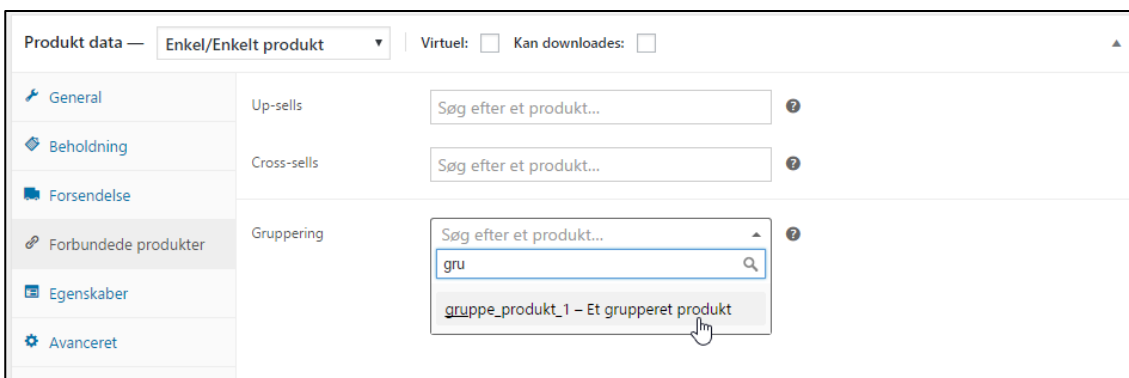 Produkt data — Enkel/Enkelt produkt Virtuel: Kan downloades:
General
Beholdning
Forsendelse
Forbundede produkter
Egenskaber
Avanceret
Up-sells Søg efter et produkt...
Cross-sells Søg efter et produkt...
Gruppering Søg efter et produkt...
gru
gruppe_produkt_1 – Et grupperet produkt